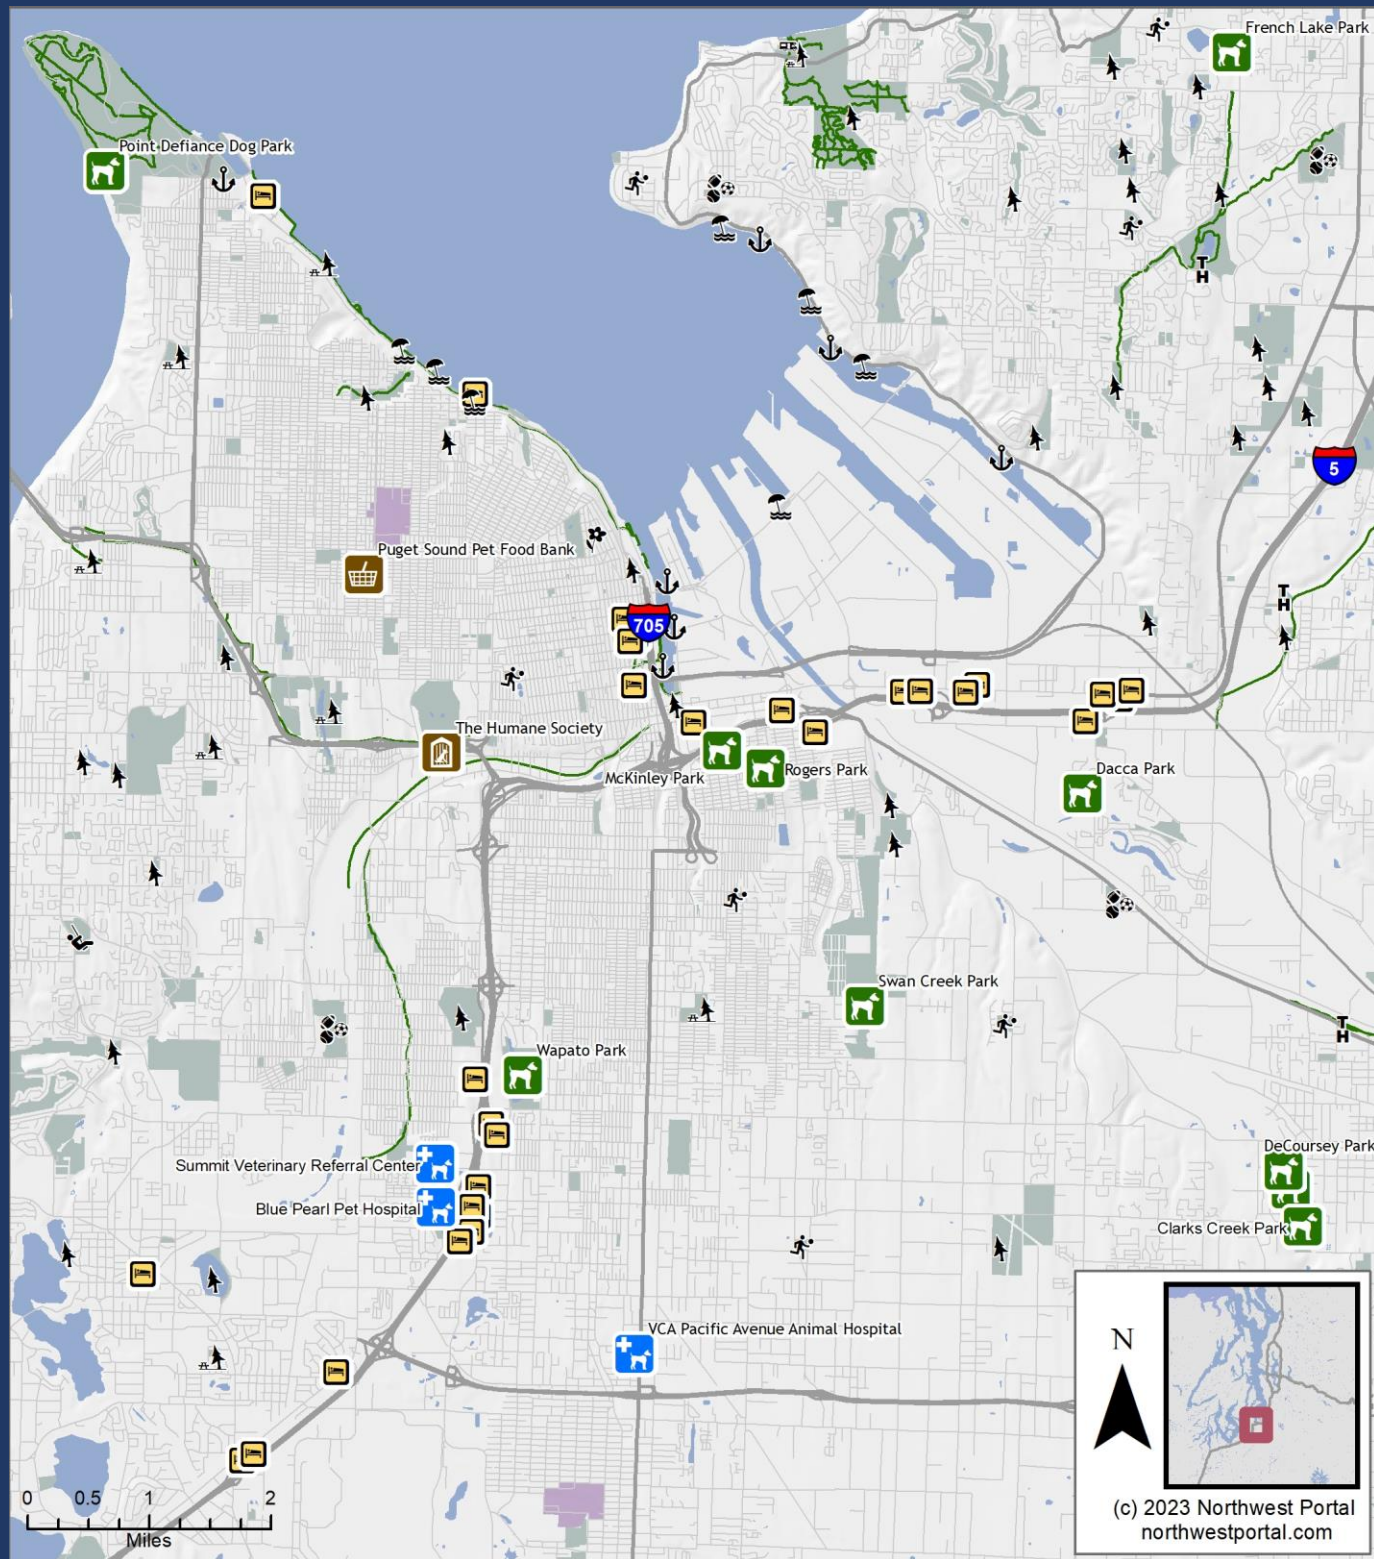 French Lake Park
Point Defiance Dog Park
T
H
5
Puget Sound Pet Food Bank
T
H
705
The Humane Society
McKinley Park
Rogers Park
Dacca Park
Swan Creek Park
T
H
Wapato Park
DeCoursey Park
Summit Veterinary Referral Center
Blue Pearl Pet Hospital
Clarks Creek Park
VCA Pacific Avenue Animal Hospital
N
0 0.5 1 2
Miles
(c) 2023 Northwest Portal
northwestportal.com